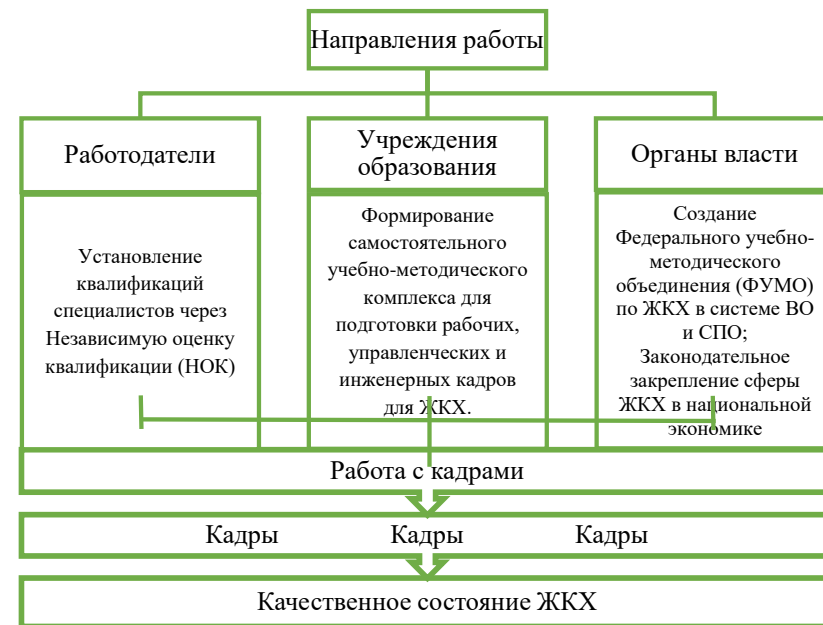 Направления работы
Работодатели
Учреждения
образования
Органы власти
Установление
квалификаций
специалистов через
Независимую оценку
квалификации (НОК)
Формирование
самостоятельного
учебно-методического
комплекса для
подготовки рабочих,
управленческих и
инженерных кадров
для ЖКХ.
Создание
Федерального учебно-
методического
объединения (ФУМО)
по ЖКХ в системе ВО
и СПО;
Законодательное
закрепление сферы
ЖКХ в национальной
экономике
Работа с кадрами
Кадры Кадры Кадры
Качественное состояние ЖКХ